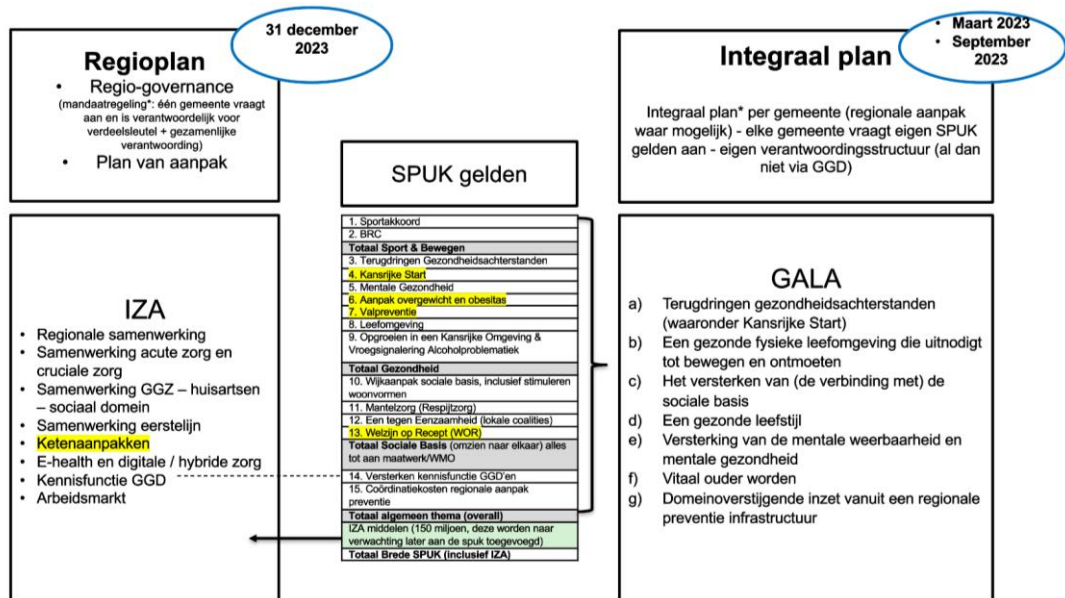 31 december
2023
Regioplan
• Regio-governance
(mandaatregeling*: één gemeente vraagt
aan en is verantwoordelijk voor
verdeelsleutel + gezamenlijke
verantwoording)
• Plan van aanpak
IZA
• Regionale samenwerking
• Samenwerking acute zorg en
cruciale zorg
• Samenwerking GGZ – huisartsen
– sociaal domein
• Samenwerking eerstelijn
• Ketenaanpakken
• E-health en digitale / hybride zorg
• Kennisfunctie GGD
• Arbeidsmarkt
SPUK gelden
1. Sportakkoord
2. BRC
Totaal Sport & Bewegen
3. Terugdringen Gezondheidsachterstanden
4. Kansrijke Start
5. Mentale Gezondheid
6. Aanpak overgewicht en obesitas
7. Valpreventie
8. Leefomgeving
9. Opgroeien in een Kansrijke Omgeving &
Vroegsignalering Alcoholproblematiek
Totaal Gezondheid
10. Wijkaanpak sociale basis, inclusief stimuleren
woonvormen
11. Mantelzorg (Respijtzorg)
12. Een tegen Eenzaamheid (lokale coalities)
13. Welzijn op Recept (WOR)
Totaal Sociale Basis (omzien naar elkaar) alles
tot aan maatwerk/WMO
14. Versterken kennisfunctie GGD'en
15. Coördinatiekosten regionale aanpak
preventie
Totaal algemeen thema (overall)
IZA middelen (150 miljoen, deze worden naar
verwachting later aan de spuk toegevoegd)
Totaal Brede SPUK (inclusief IZA)
• Maart 2023
• September
2023
Integraal plan
Integraal plan* per gemeente (regionale aanpak
waar mogelijk) - elke gemeente vraagt eigen SPUK
gelden aan - eigen verantwoordingsstructuur (al dan
niet via GGD)
GALA
a) Terugdringen gezondheidsachterstanden
(waaronder Kansrijke Start)
b) Een gezonde fysieke leefomgeving die uitnodigt
tot bewegen en ontmoeten
c) Het versterken van (de verbinding met) de
sociale basis
d) Een gezonde leefstijl
e) Versterking van de mentale weerbaarheid en
mentale gezondheid
f) Vitaal ouder worden
g) Domeinoverstijgende inzet vanuit een regionale
preventie infrastructuur